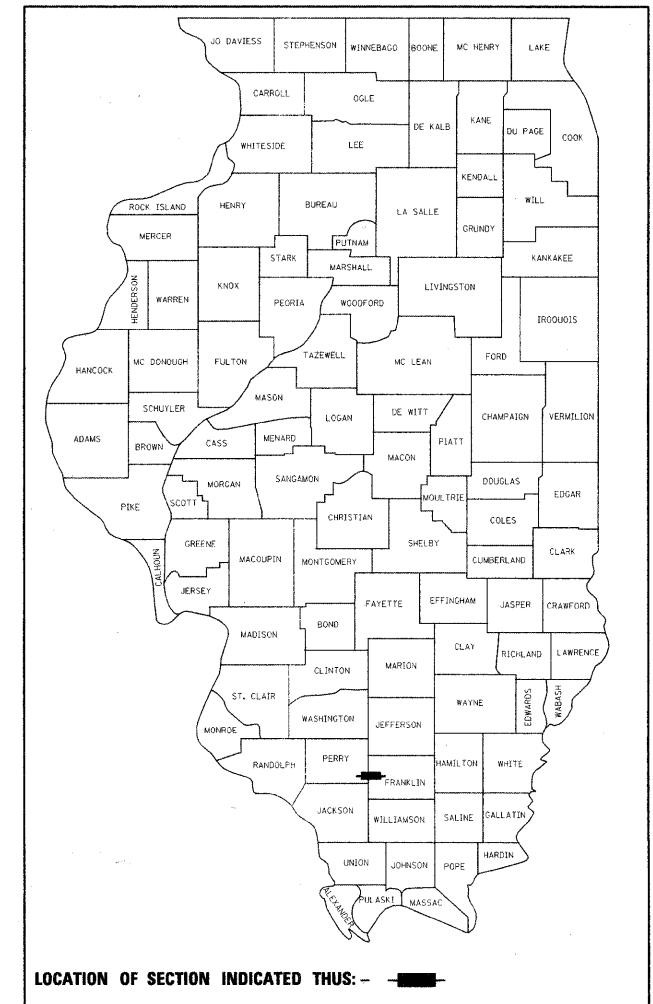 JO DAVIESS STEPHENSON WINNEBAGO BOONE MC HENRY LAKE
CARROLL OGLE DE KALB KANE DU PAGE COOK
WHITESIDE LEE
KENDALL WILL
ROCK ISLAND HENRY BUREAU LA SALLE
MERCER PUTNAM GRUNDY
STARK MARSHALL KANKAKEE
HENDERSON WARREN KNOX PEORIA WOODFORD LIVINGSTON IROQUOIS
HANCOCK MC DONOUGH FULTON TAZEWELL MC LEAN FORD
SCHUYLER MASON LOGAN DE WITT CHAMPAIGN VERMILION
ADAMS BROWN CASS MENARD PIATT
MACON
PIKE SCOTT MORGAN SANGAMON MOULTRIE DOUGLAS EDGAR
CHRISTIAN COLES
CALHOUN GREENE MACOUPIN MONTGOMERY SHELBY CUMBERLAND CLARK
JERSEY FAYETTE EFFINGHAM JASPER CRAWFORD
MADISON BOND
CLAY RICHLAND LAWRENCE
CLINTON MARION
ST. CLAIR WAYNE EDWARDS WABASH
MONROE WASHINGTON JEFFERSON
RANDOLPH PERRY HAMILTON WHITE
FRANKLIN
JACKSON WILLIAMSON SALINE GALLATIN
UNION JOHNSON POPE HARDIN
ALEXANDER PULASKI MASSAC
LOCATION OF SECTION INDICATED THUS: -